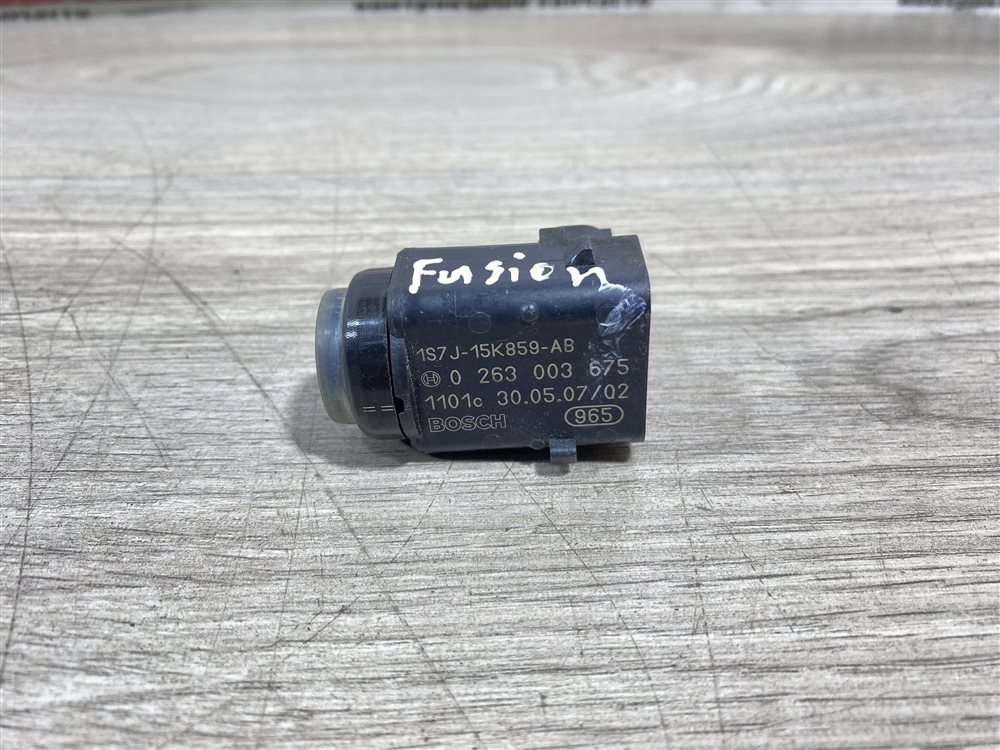 Fusion
1S7J-15K859-AB
0 263 003 675
1101c 30.05.07/02
BOSCH 965